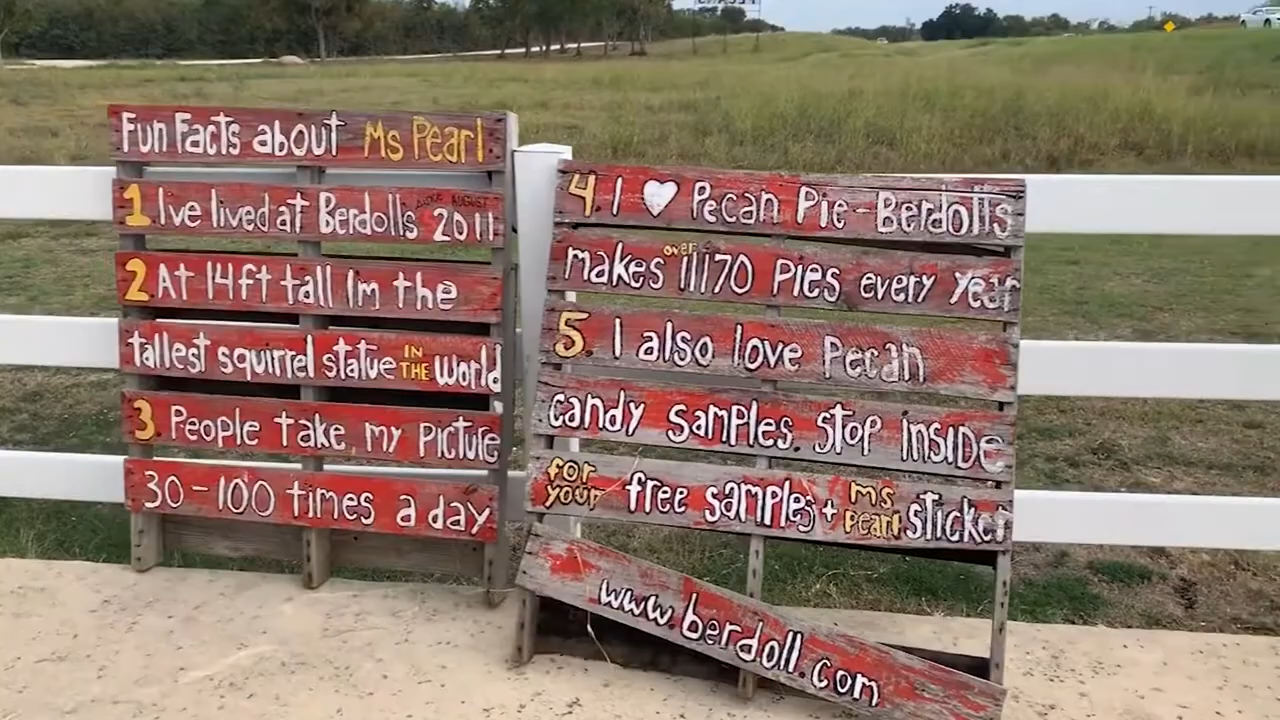 Fun Facts about Ms Pearl
1 Ive lived at Berdolls since August 2011
2 At 14ft tall Im the
tallest squirrel statue IN THE World
3 People take my Picture
30-100 times a day
4. I ♥ Pecan Pie-Berdolls
makes over 11170 Pies every year
5. I also love Pecan
candy samples. Stop inside
for your free samples + ms Pearl sticker
www.berdoll.com